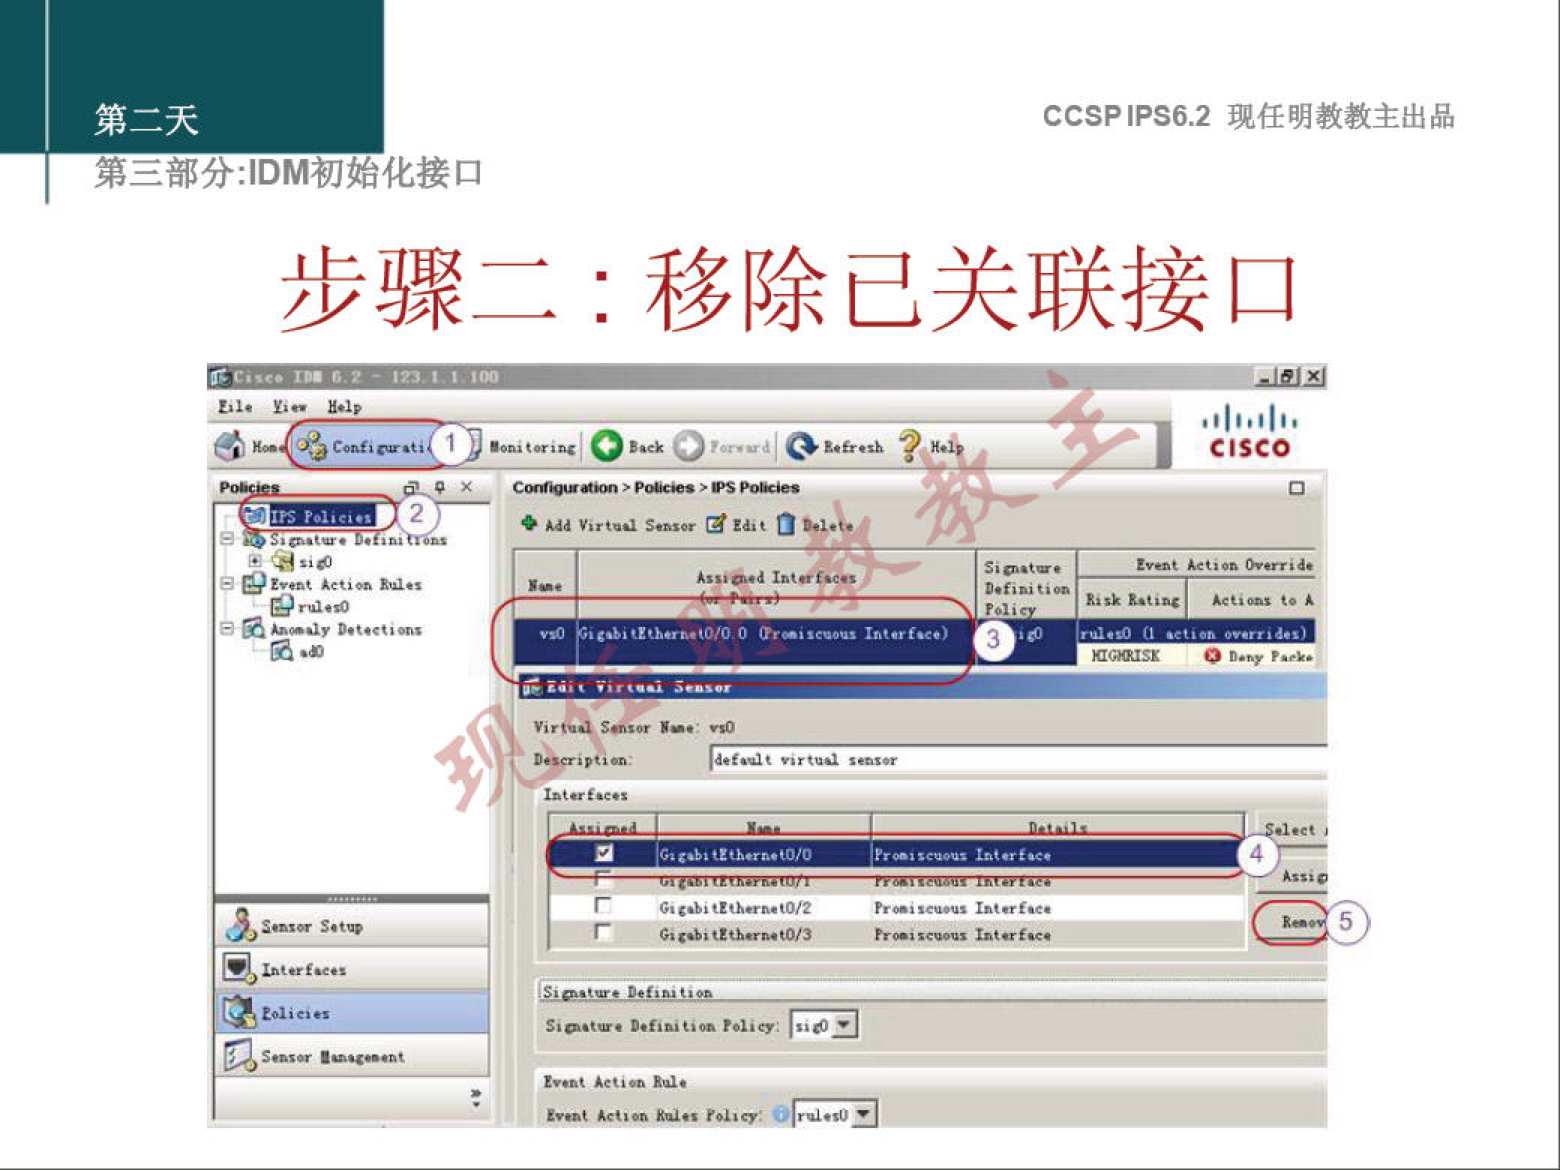 第二天
CCSP IPS6.2 现任明教教主出品
第三部分:IDM初始化接口
步骤二：移除已关联接口
Cisco IDM 6.2 - 123.1.1.100
File View Help
Home Configurati 1 Monitoring Back Forward Refresh Help
CISCO
Policies
Configuration > Policies > IPS Policies
IPS Policies 2
Add Virtual Sensor Edit Delete
Signature Definitions
sig0
Event Action Rules
rules0
Anomaly Detections
ad0
Name
Assigned Interfaces
(or Pairs)
Signature
Definition
Policy
Event Action Override
Risk Rating Actions to A
vs0 GigabitEthernet0/0.0 (Promiscuous Interface) 3 ig0 rules0 (1 action overrides)
HIGHRISK Deny Packe
Edit Virtual Sensor
Virtual Sensor Name: vs0
Description: default virtual sensor
Interfaces
Assigned Name Details
GigabitEthernet0/0 Promiscuous Interface 4
GigabitEthernet0/1 Promiscuous Interface
GigabitEthernet0/2 Promiscuous Interface
GigabitEthernet0/3 Promiscuous Interface
Select
Assig
Remov 5
Signature Definition
Signature Definition Policy: sig0
Event Action Rule
Event Action Rules Policy: rules0
Sensor Setup
Interfaces
Policies
Sensor Management
现任明教教主